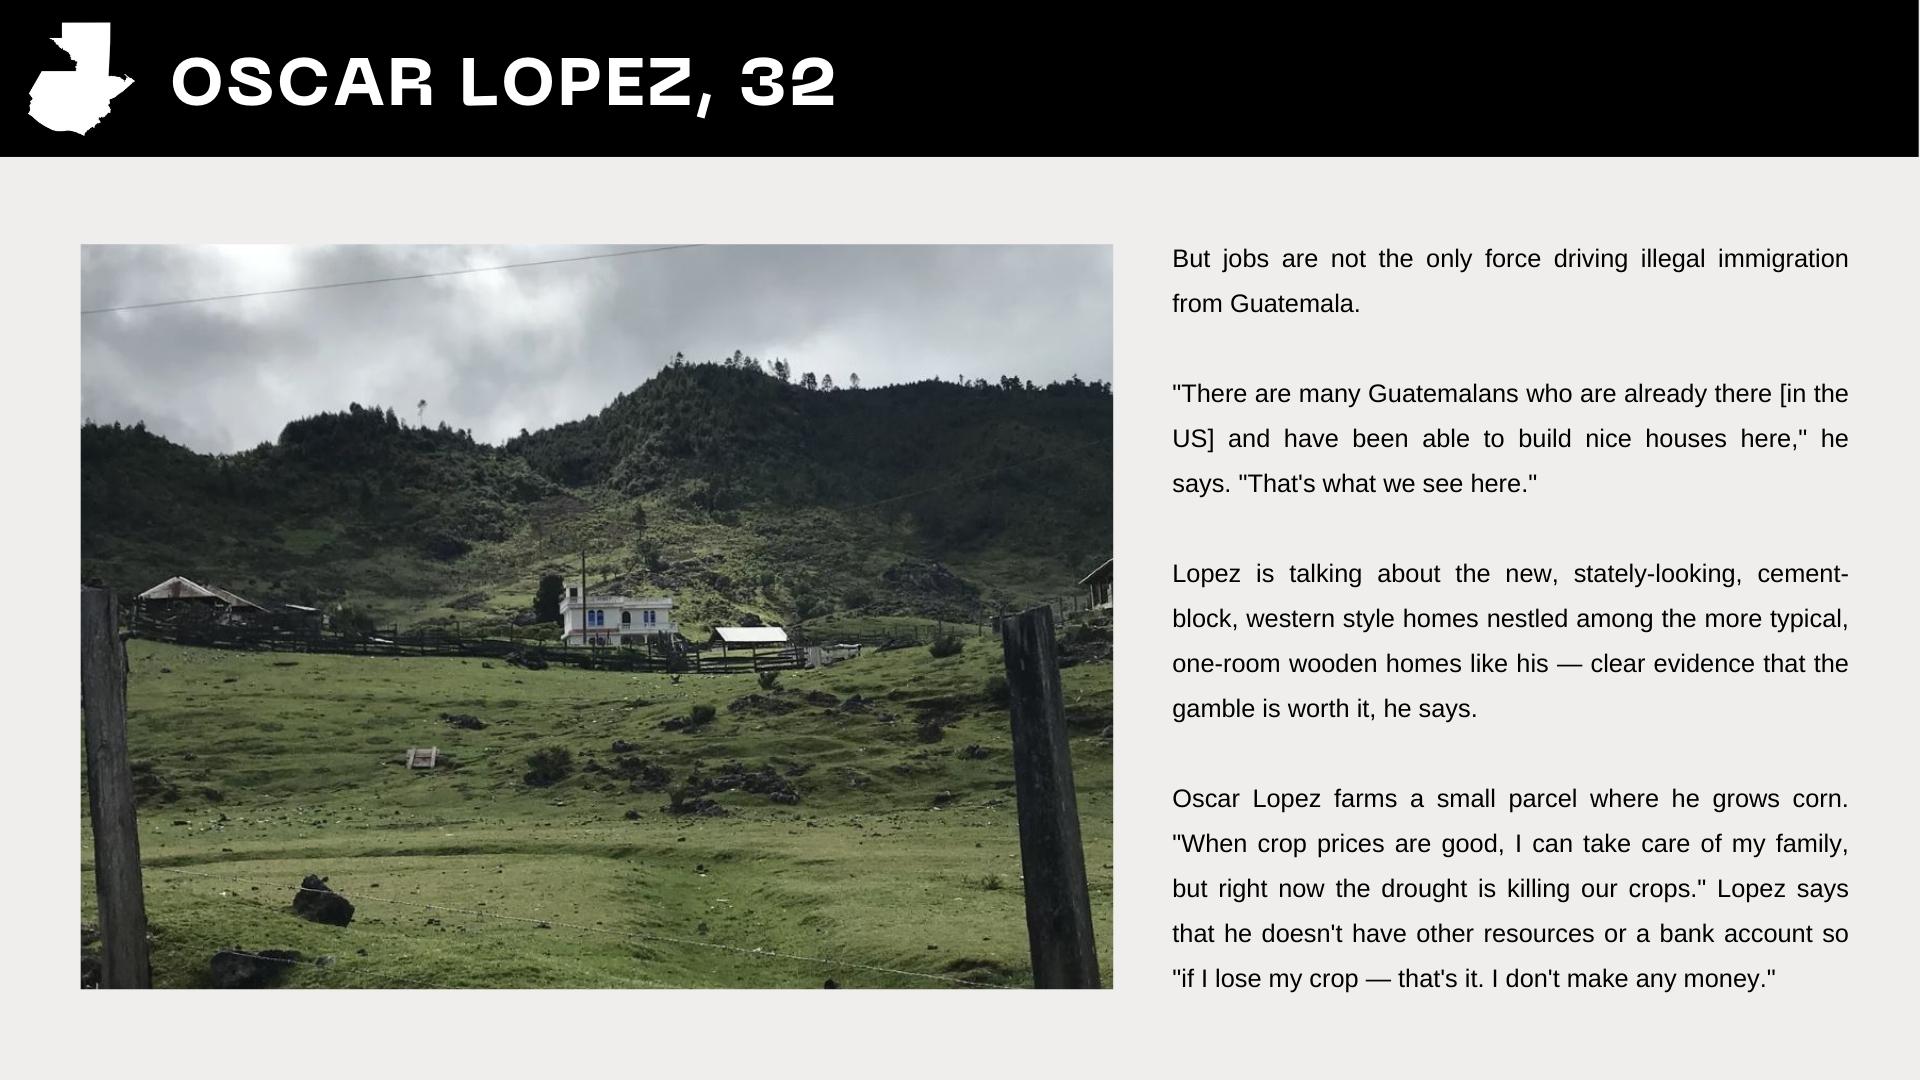 OSCAR LOPEZ, 32
But jobs are not the only force driving illegal immigration
from Guatemala.
"There are many Guatemalans who are already there [in the
US] and have been able to build nice houses here," he
says. "That's what we see here."
Lopez is talking about the new, stately-looking, cement-
block, western style homes nestled among the more typical,
one-room wooden homes like his — clear evidence that the
gamble is worth it, he says.
Oscar Lopez farms a small parcel where he grows corn.
"When crop prices are good, I can take care of my family,
but right now the drought is killing our crops." Lopez says
that he doesn't have other resources or a bank account so
"if I lose my crop — that's it. I don't make any money."